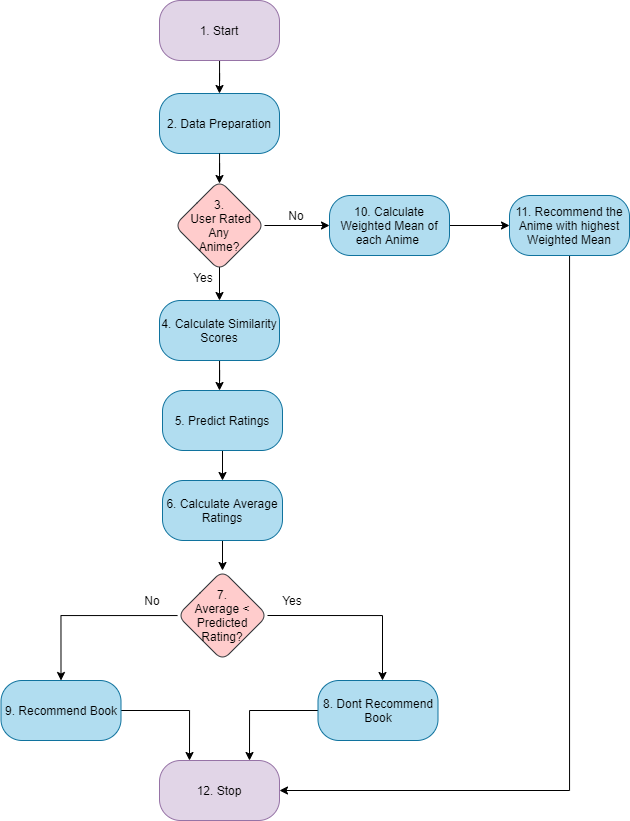 1. Start
2. Data Preparation
3.
User Rated
Any
Anime?
No
10. Calculate
Weighted Mean of
each Anime
11. Recommend the
Anime with highest
Weighted Mean
Yes
4. Calculate Similarity
Scores
5. Predict Ratings
6. Calculate Average
Ratings
7.
Average <
Predicted
Rating?
No
Yes
9. Recommend Book
8. Dont Recommend
Book
12. Stop